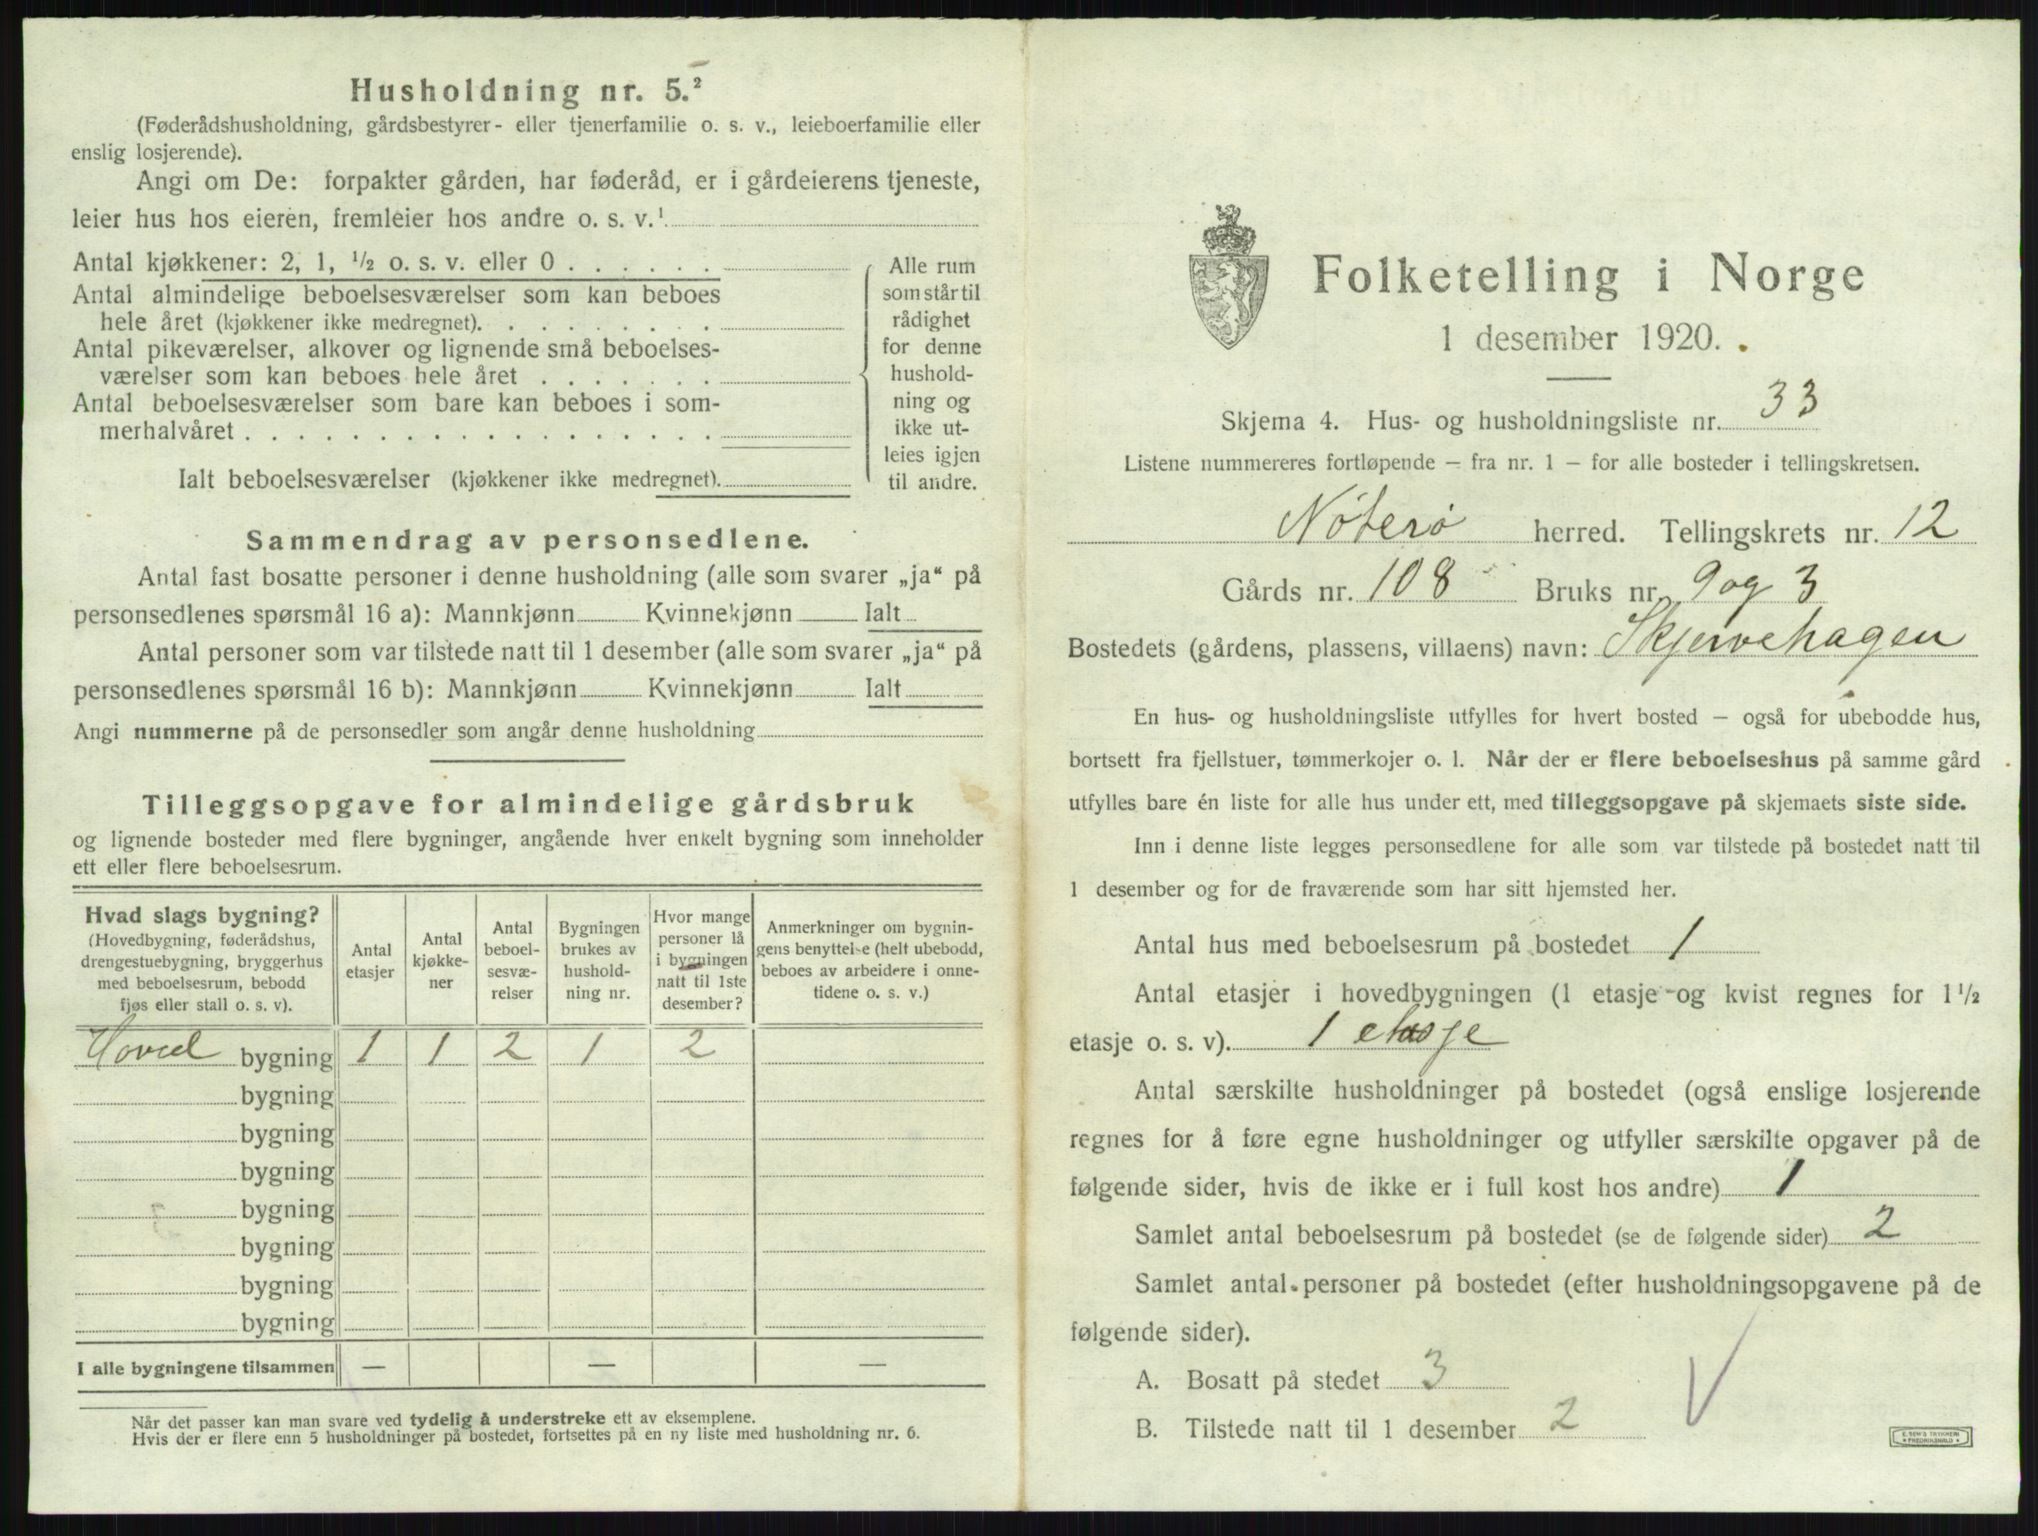 Husholdning nr. 5.²
(Føderådshusholdning, gårdsbestyrer- eller tjenerfamilie o. s. v., leieboerfamilie eller
enslig losjerende).
Angi om De: forpakter gården, har føderåd, er i gårdeierens tjeneste,
leier hus hos eieren, fremleier hos andre o. s. v.¹
Antal kjøkkener: 2, 1, ½ o. s. v. eller 0 . . . . . .
Antal almindelige beboelsesværelser som kan beboes
hele året (kjøkkener ikke medregnet). . . . . . . . .
Antal pikeværelser, alkover og lignende små beboelses-
værelser som kan beboes hele året . . . . . . .
Antal beboelsesværelser som bare kan beboes i som-
merhalvåret . . . . . . . . . . . . . . . . . .
Ialt beboelsesværelser (kjøkkener ikke medregnet).
Alle rum
som står til
rådighet
for denne
hushold-
ning og
ikke ut-
leies igjen
til andre.
Sammendrag av personsedlene.
Antal fast bosatte personer i denne husholdning (alle som svarer „ja“ på
personsedlenes spørsmål 16 a): Mannkjønn Kvinnekjønn Ialt
Antal personer som var tilstede natt til 1 desember (alle som svarer „ja“ på
personsedlenes spørsmål 16 b): Mannkjønn Kvinnekjønn Ialt
Angi nummerne på de personsedler som angår denne husholdning
Tilleggsopgave for almindelige gårdsbruk
og lignende bosteder med flere bygninger, angående hver enkelt bygning som inneholder
ett eller flere beboelsesrum.
Hvad slags bygning?
(Hovedbygning, føderådshus,
drengestuebygning, bryggerhus
med beboelsesrum, bebodd
fjøs eller stall o. s. v).
Antal
etasjer
Antal
kjøkke-
ner
Antal
beboel-
sesvæ-
relser
Bygningen
brukes av
hushold-
ning nr.
Hvor mange
personer lå
i bygningen
natt til 1ste
desember?
Anmerkninger om bygnin-
gens benyttelse (helt ubebodd,
beboes av arbeidere i onne-
tidene o. s. v.)
Hoved bygning 1 1 2 1 2
bygning
bygning
bygning
bygning
bygning
bygning
bygning
I alle bygningene tilsammen — — —
Når det passer kan man svare ved tydelig å understreke ett av eksemplene.
Hvis der er flere enn 5 husholdninger på bostedet, fortsettes på en ny liste med husholdning nr. 6.
Folketelling i Norge
1 desember 1920.
Skjema 4. Hus- og husholdningsliste nr. 33
Listene nummereres fortløpende – fra nr. 1 – for alle bosteder i tellingskretsen.
Nøterø herred. Tellingskrets nr. 12
Gårds nr. 108 Bruks nr. 9 og 3
Bostedets (gårdens, plassens, villaens) navn: Skjervehagen
En hus- og husholdningsliste utfylles for hvert bosted – også for ubebodde hus,
bortsett fra fjellstuer, tømmerkojer o. l. Når der er flere beboelseshus på samme gård
utfylles bare én liste for alle hus under ett, med tilleggsopgave på skjemaets siste side.
Inn i denne liste legges personsedlene for alle som var tilstede på bostedet natt til
1 desember og for de fraværende som har sitt hjemsted her.
Antal hus med beboelsesrum på bostedet 1
Antal etasjer i hovedbygningen (1 etasje og kvist regnes for 1½
etasje o. s. v). 1 etasje
Antal særskilte husholdninger på bostedet (også enslige losjerende
regnes for å føre egne husholdninger og utfyller særskilte opgaver på de
følgende sider, hvis de ikke er i full kost hos andre) 1
Samlet antal beboelsesrum på bostedet (se de følgende sider) 2
Samlet antal personer på bostedet (efter husholdningsopgavene på de
følgende sider).
A. Bosatt på stedet 3
B. Tilstede natt til 1 desember 2